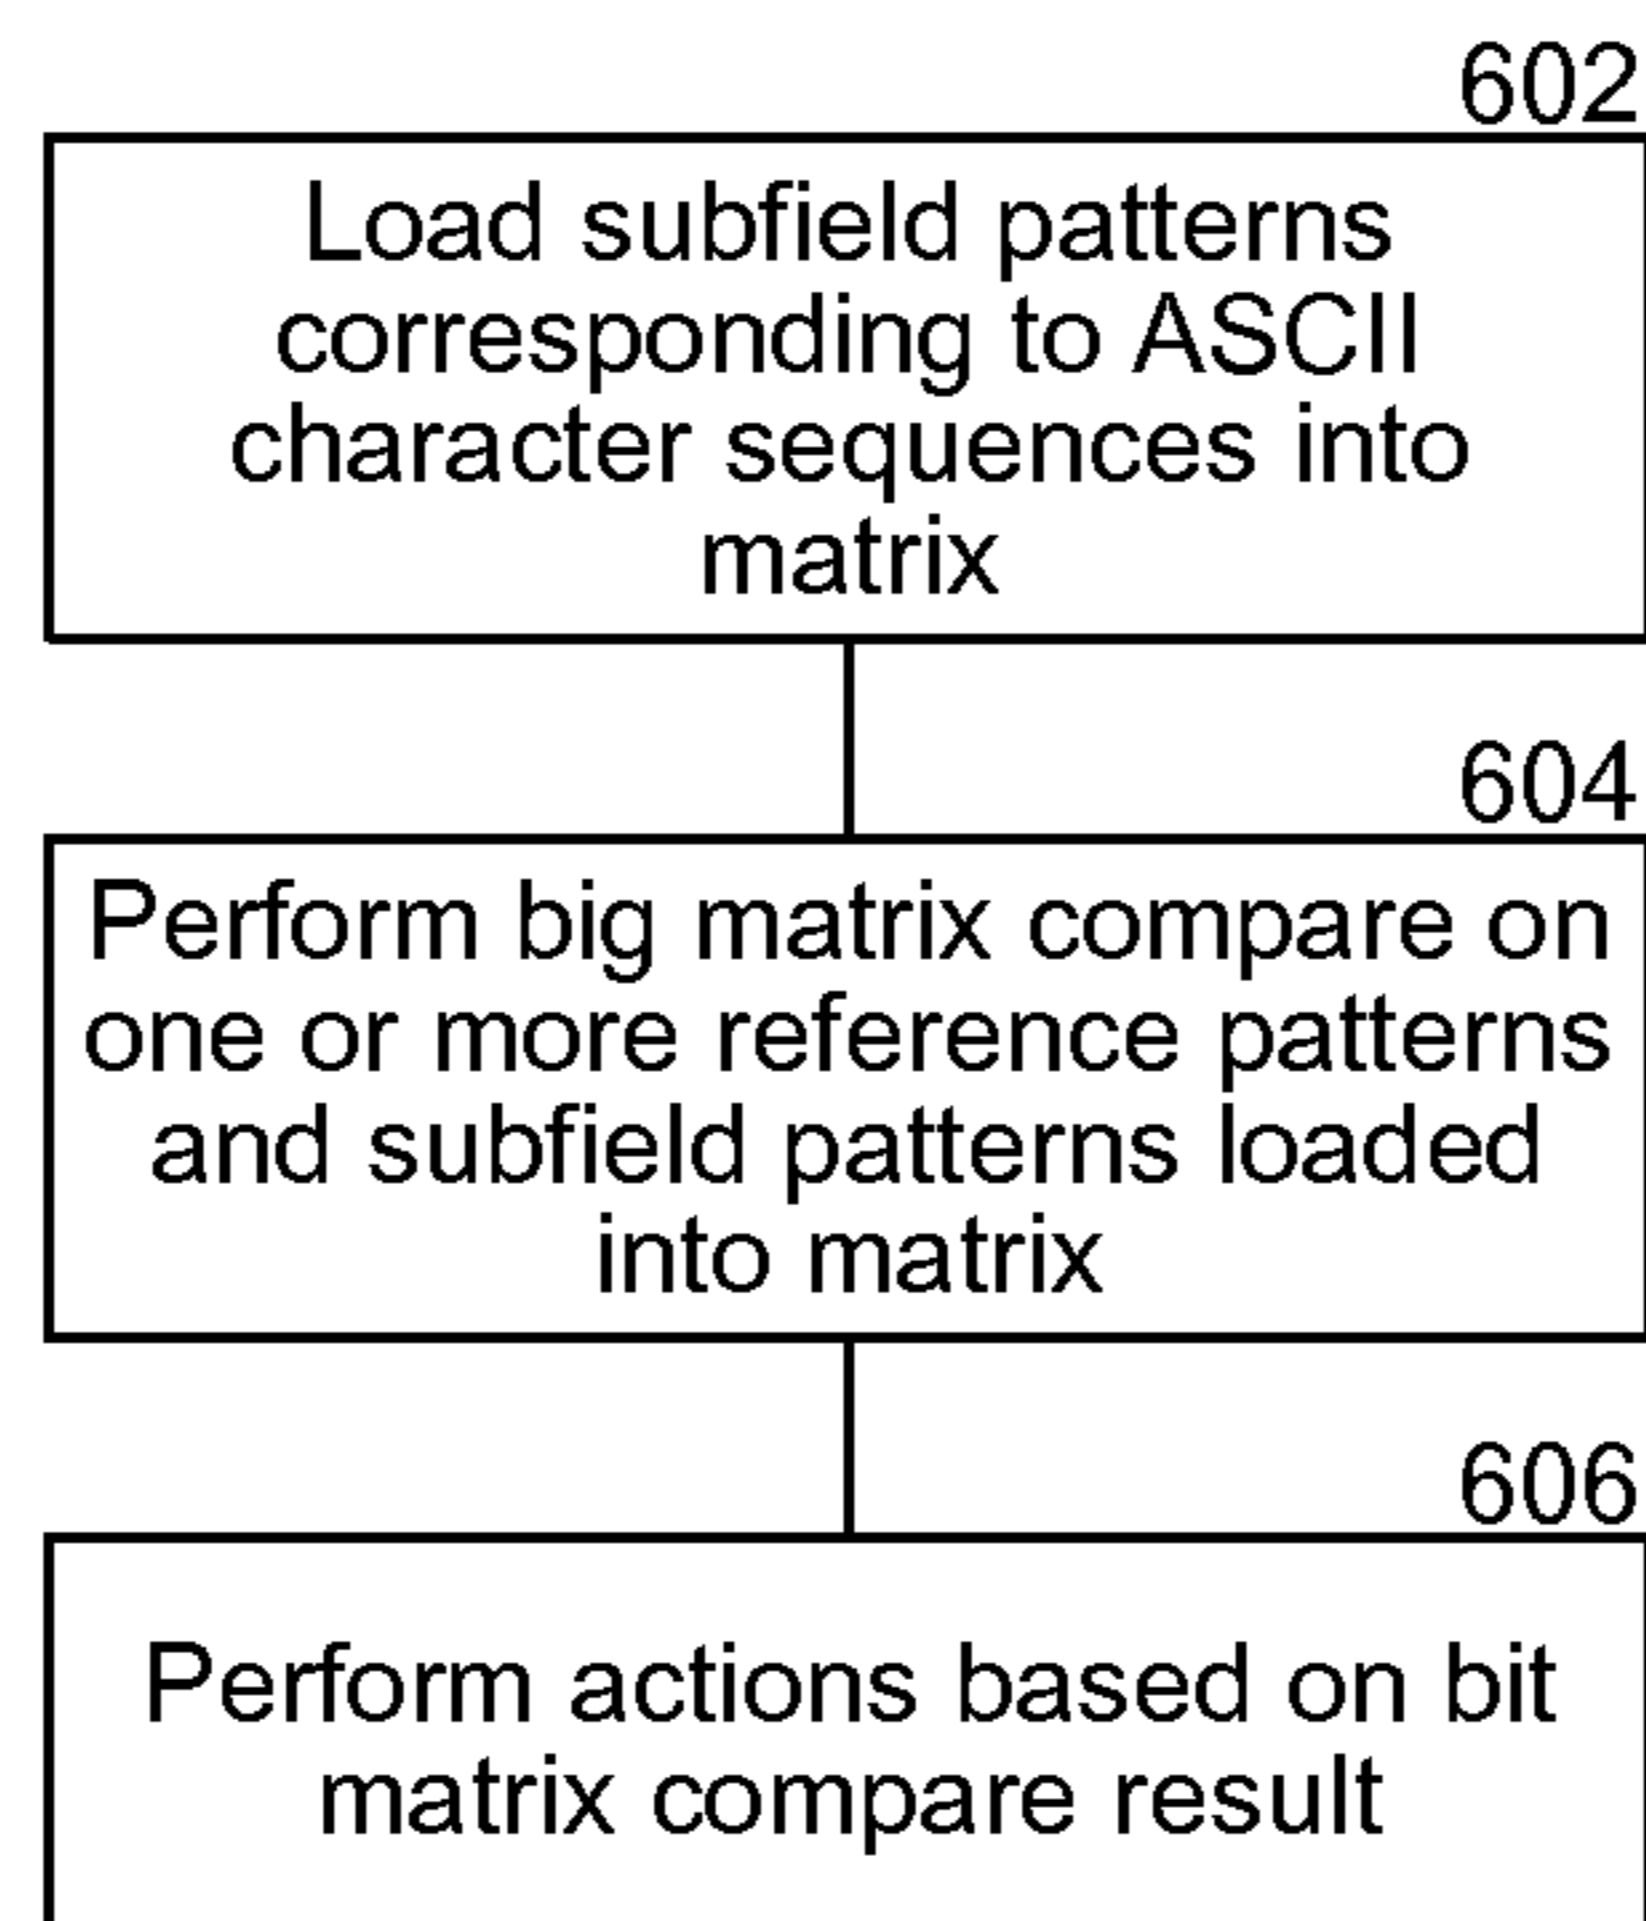 602
Load subfield patterns
corresponding to ASCII
character sequences into
matrix
604
Perform big matrix compare on
one or more reference patterns
and subfield patterns loaded
into matrix
606
Perform actions based on bit
matrix compare result